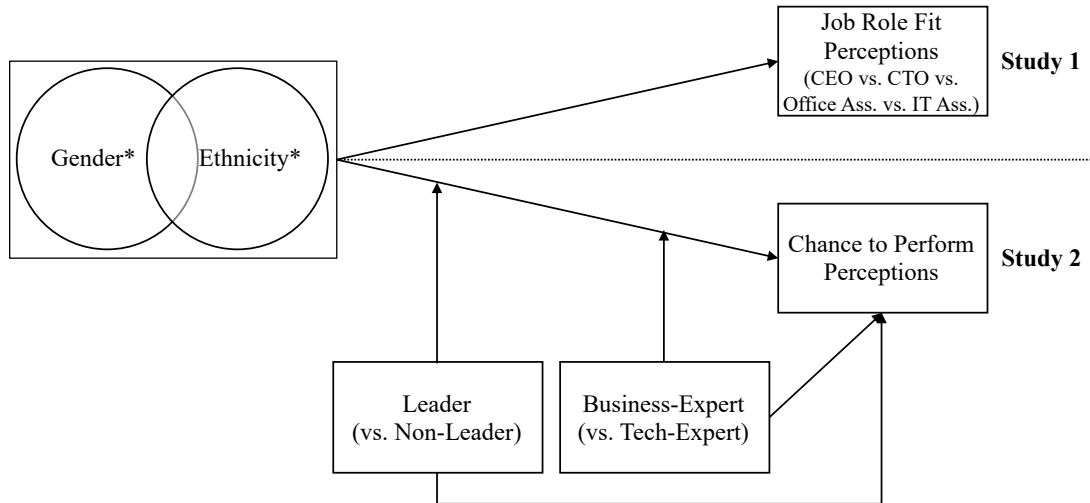 Job Role Fit
Perceptions
(CEO vs. CTO vs.
Office Ass. vs. IT Ass.)
Study 1
Gender*
Ethnicity*
Chance to Perform
Perceptions
Study 2
Leader
(vs. Non-Leader)
Business-Expert
(vs. Tech-Expert)